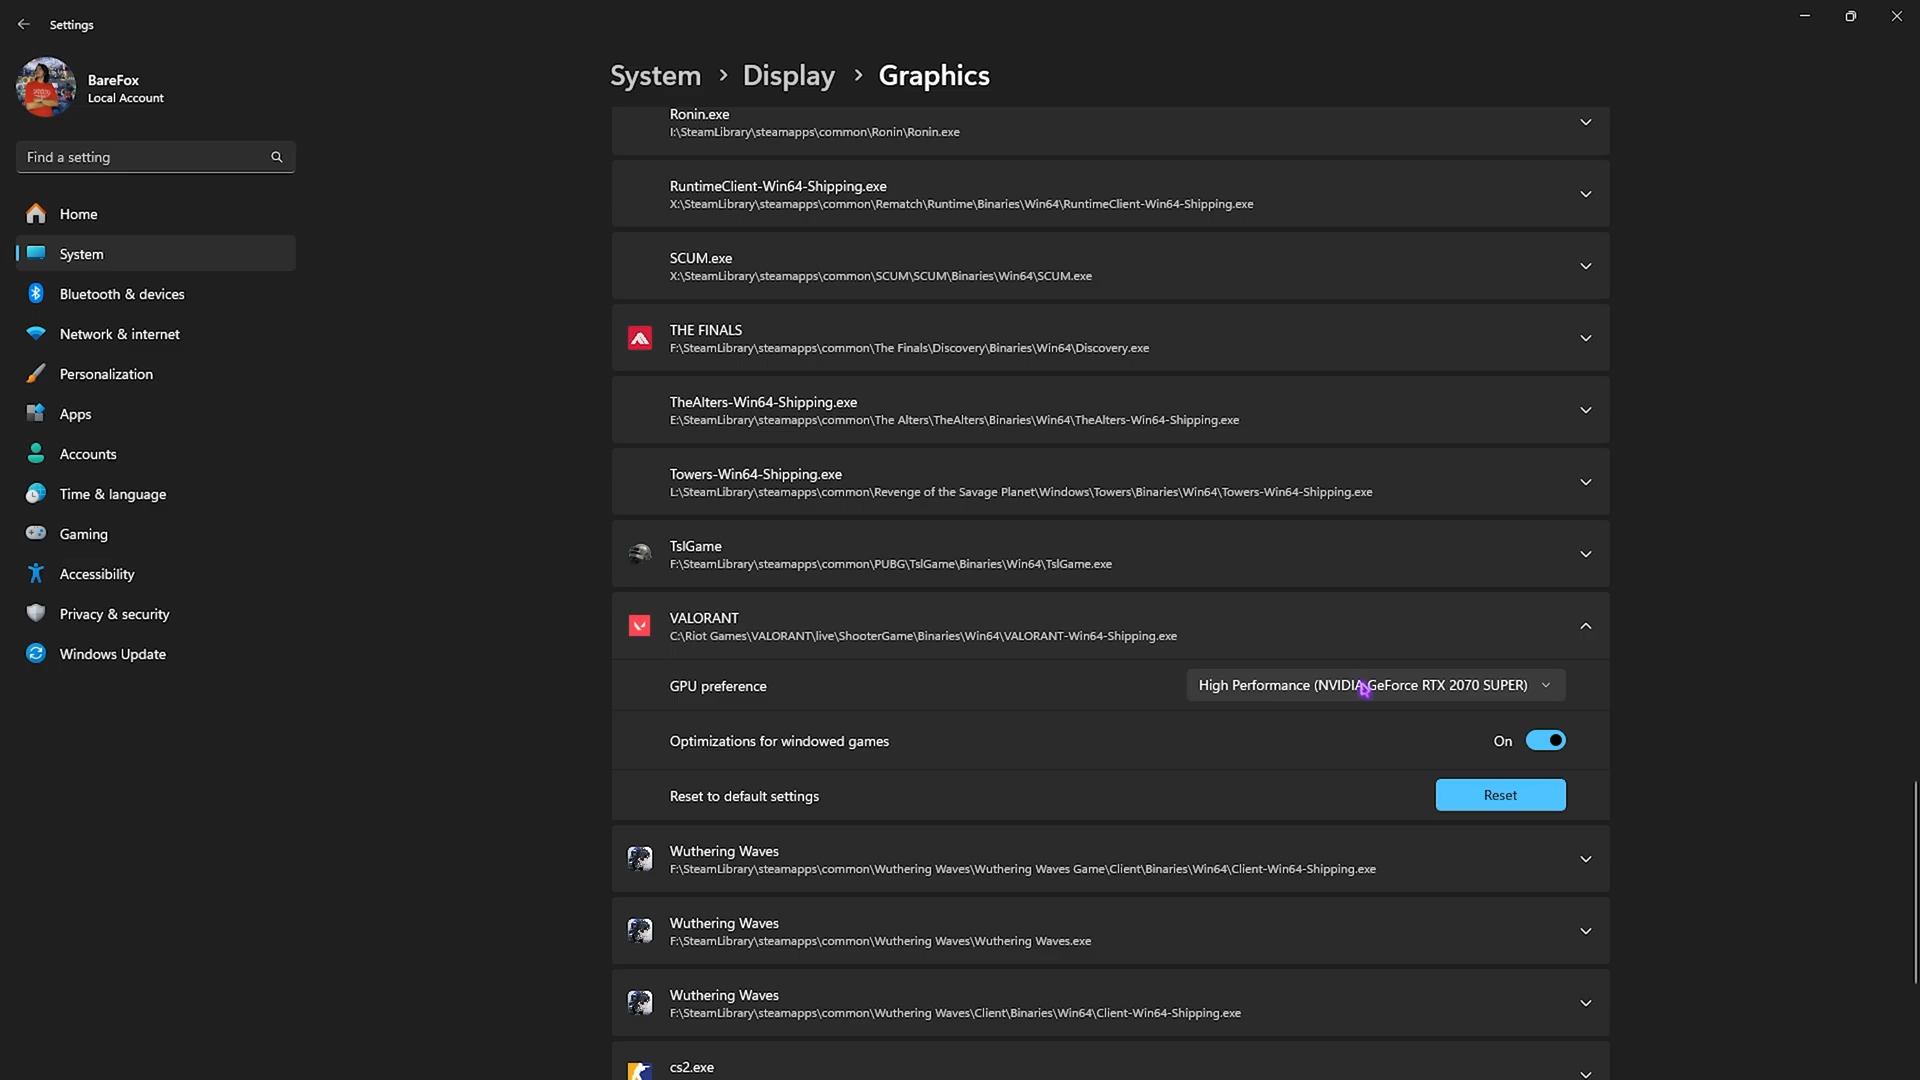 Settings
BareFox
Local Account
Find a setting
Home
System
Bluetooth & devices
Network & internet
Personalization
Apps
Accounts
Time & language
Gaming
Accessibility
Privacy & security
Windows Update
System > Display > Graphics
Ronin.exe
I:\SteamLibrary\steamapps\common\Ronin\Ronin.exe
RuntimeClient-Win64-Shipping.exe
X:\SteamLibrary\steamapps\common\Rematch\Runtime\Binaries\Win64\RuntimeClient-Win64-Shipping.exe
SCUM.exe
X:\SteamLibrary\steamapps\common\SCUM\SCUM\Binaries\Win64\SCUM.exe
THE FINALS
F:\SteamLibrary\steamapps\common\The Finals\Discovery\Binaries\Win64\Discovery.exe
TheAlters-Win64-Shipping.exe
E:\SteamLibrary\steamapps\common\The Alters\TheAlters\Binaries\Win64\TheAlters-Win64-Shipping.exe
Towers-Win64-Shipping.exe
L:\SteamLibrary\steamapps\common\Revenge of the Savage Planet\Windows\Towers\Binaries\Win64\Towers-Win64-Shipping.exe
TslGame
F:\SteamLibrary\steamapps\common\PUBG\TslGame\Binaries\Win64\TslGame.exe
VALORANT
C:\Riot Games\VALORANT\live\ShooterGame\Binaries\Win64\VALORANT-Win64-Shipping.exe
GPU preference
High Performance (NVIDIA GeForce RTX 2070 SUPER)
Optimizations for windowed games
On
Reset to default settings
Reset
Wuthering Waves
F:\SteamLibrary\steamapps\common\Wuthering Waves\Wuthering Waves Game\Client\Binaries\Win64\Client-Win64-Shipping.exe
Wuthering Waves
F:\SteamLibrary\steamapps\common\Wuthering Waves\Wuthering Waves.exe
Wuthering Waves
F:\SteamLibrary\steamapps\common\Wuthering Waves\Client\Binaries\Win64\Client-Win64-Shipping.exe
cs2.exe